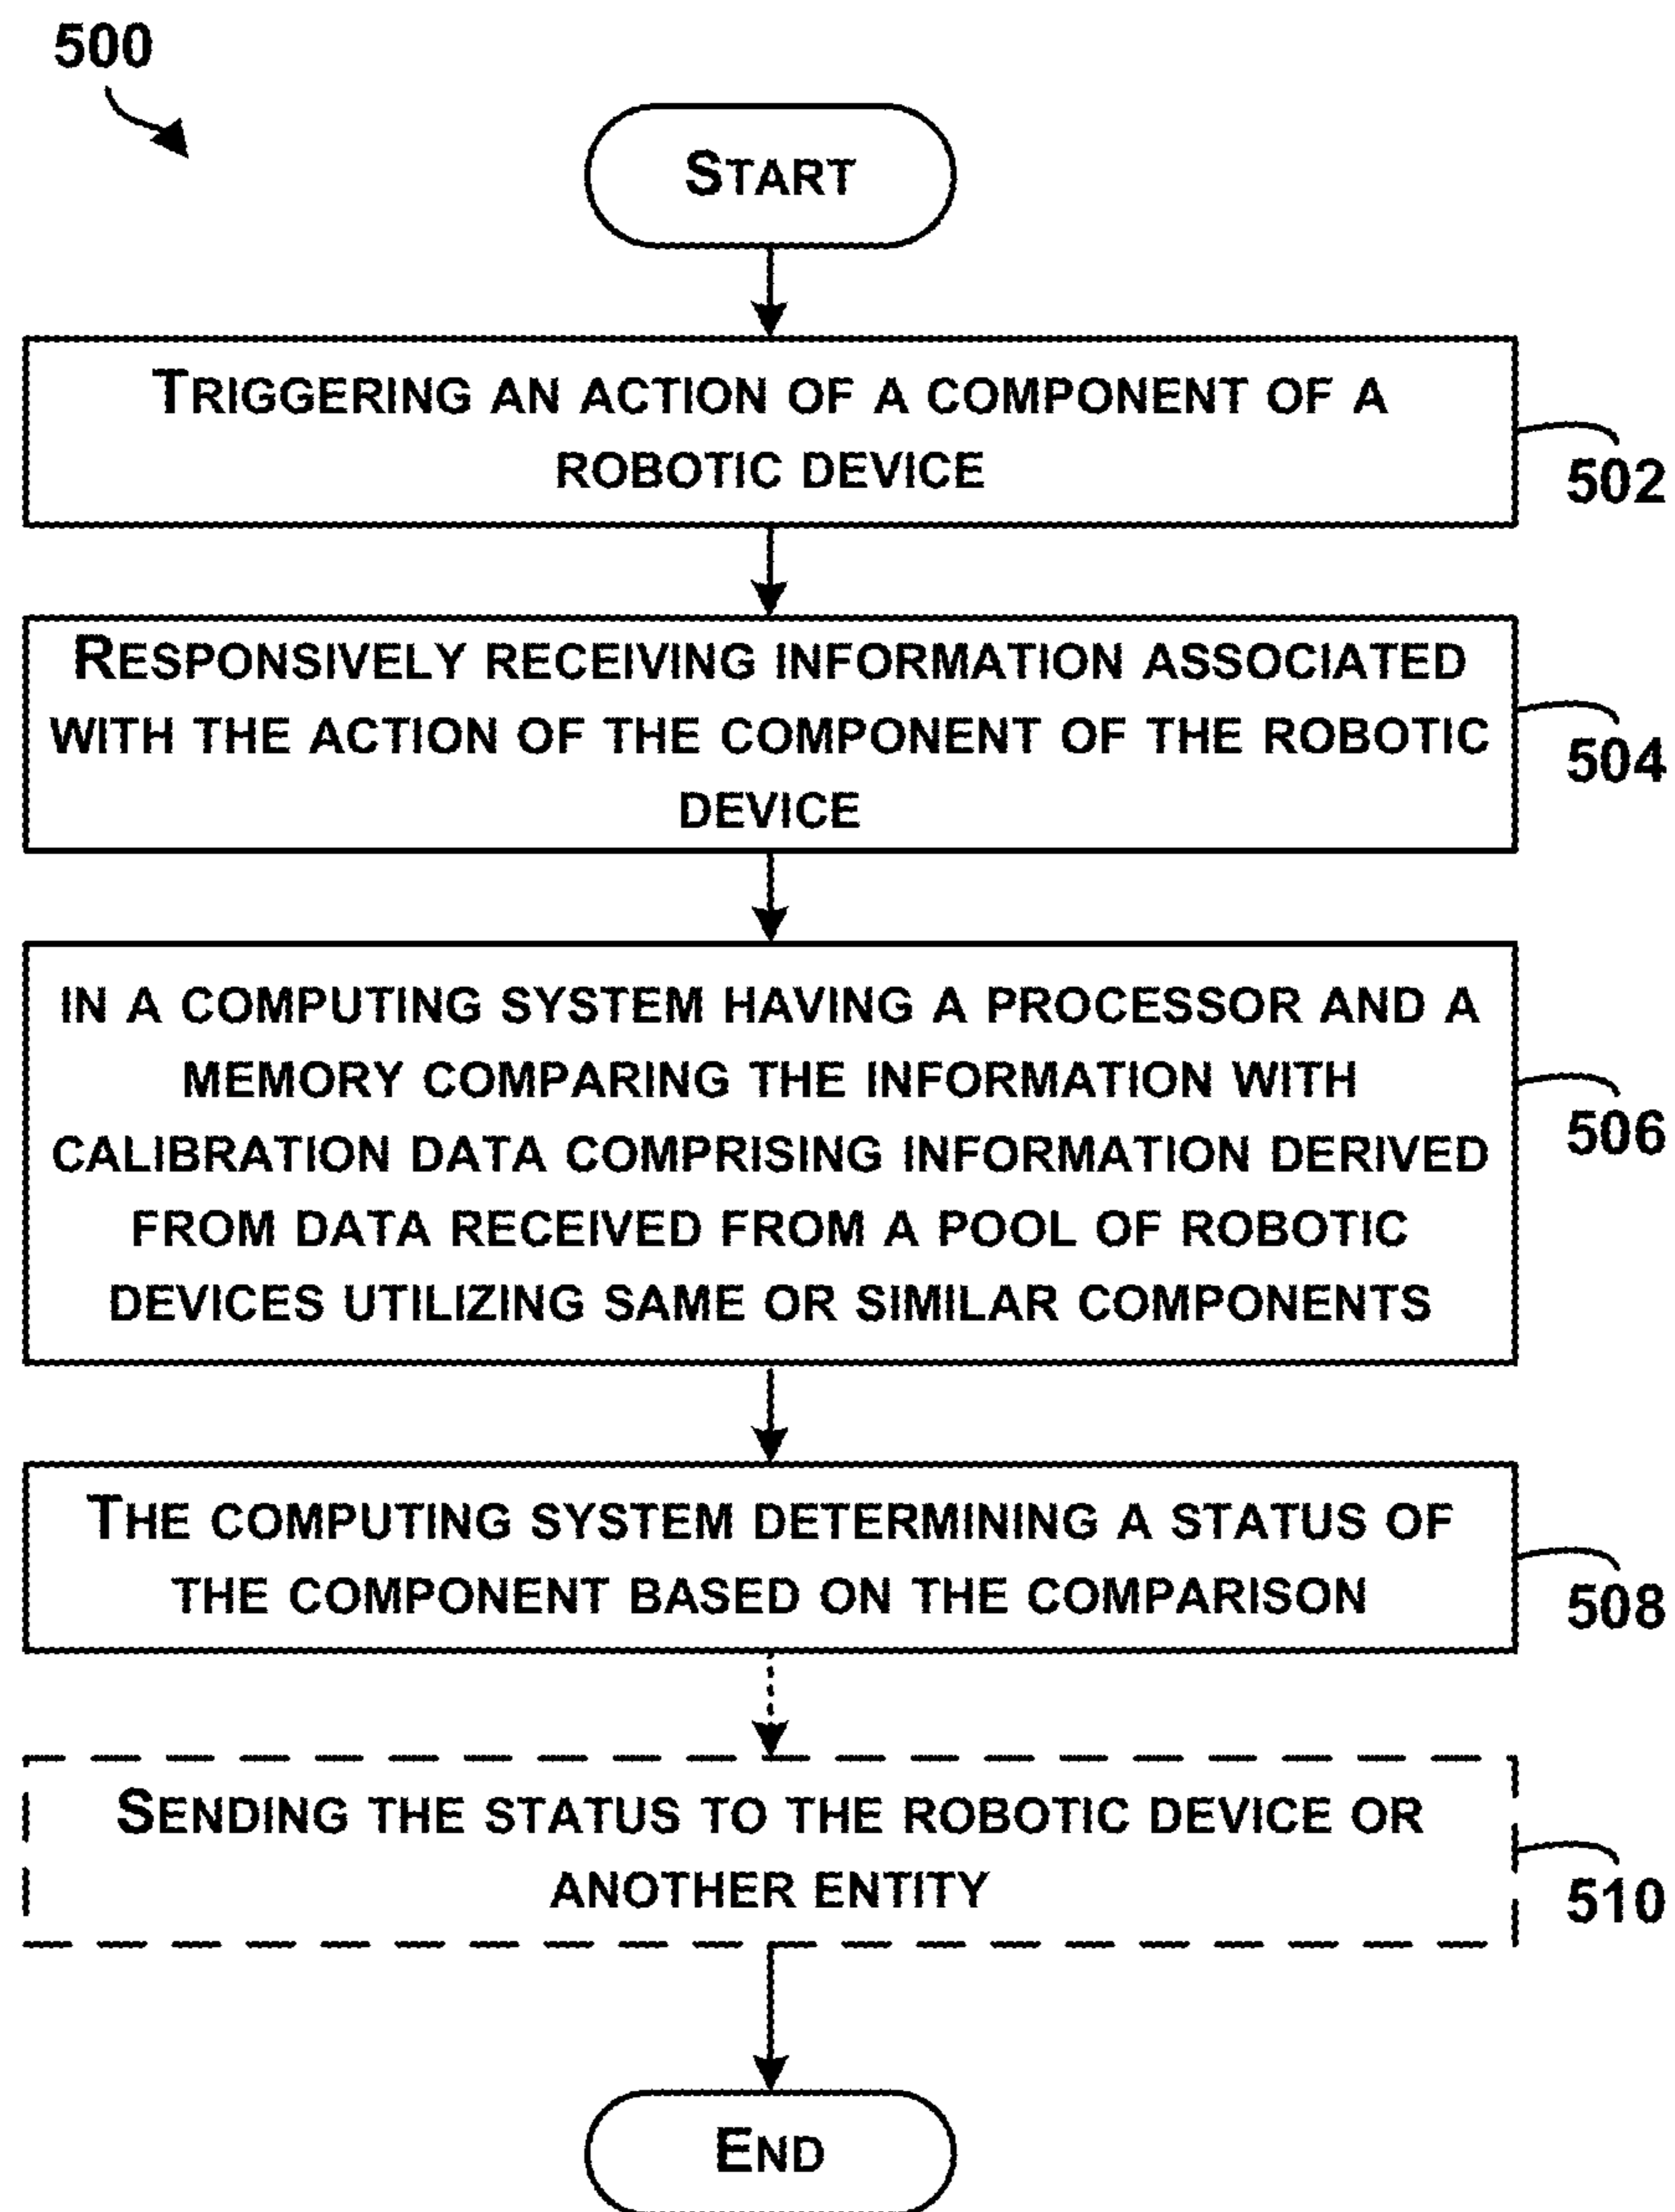 500
START
TRIGGERING AN ACTION OF A COMPONENT OF A
ROBOTIC DEVICE
502
RESPONSIVELY RECEIVING INFORMATION ASSOCIATED
WITH THE ACTION OF THE COMPONENT OF THE ROBOTIC
DEVICE
504
IN A COMPUTING SYSTEM HAVING A PROCESSOR AND A
MEMORY COMPARING THE INFORMATION WITH
CALIBRATION DATA COMPRISING INFORMATION DERIVED
FROM DATA RECEIVED FROM A POOL OF ROBOTIC
DEVICES UTILIZING SAME OR SIMILAR COMPONENTS
506
THE COMPUTING SYSTEM DETERMINING A STATUS OF
THE COMPONENT BASED ON THE COMPARISON
508
SENDING THE STATUS TO THE ROBOTIC DEVICE OR
ANOTHER ENTITY
510
END